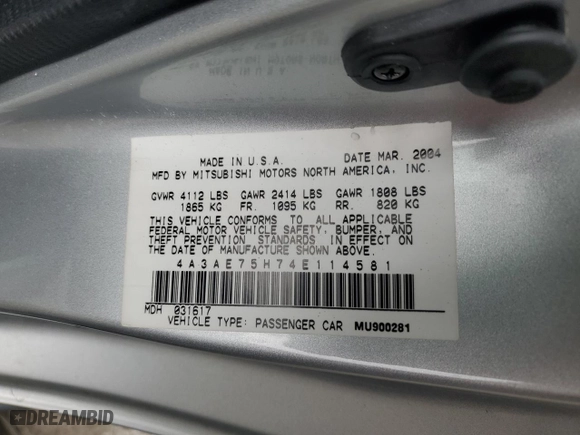 MADE IN U.S.A. DATE MAR. 2004
MFD BY MITSUBISHI MOTORS NORTH AMERICA, INC.
GVWR 4112 LBS GAWR 2414 LBS GAWR 1808 LBS
1865 KG FR. 1095 KG RR. 820 KG
THIS VEHICLE CONFORMS TO ALL APPLICABLE
FEDERAL MOTOR VEHICLE SAFETY, BUMPER, AND
THEFT PREVENTION STANDARDS IN EFFECT ON
THE DATE OF MANUFACTURE SHOWN ABOVE.
4A3AE75H74E114581
MDH 031617
VEHICLE TYPE: PASSENGER CAR MU900281
DREAMBID